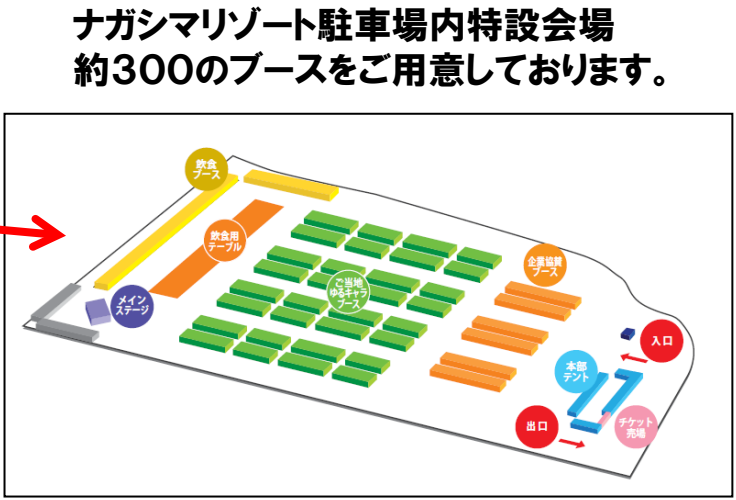 ナガシマリゾート駐車場内特設会場
約３００のブースをご用意しております。
飲食
ブース
飲食用
テーブル
メイン
ステージ
ご当地
ゆるキャラ
ブース
企業協賛
ブース
入口
本部
テント
出口
チケット
売場